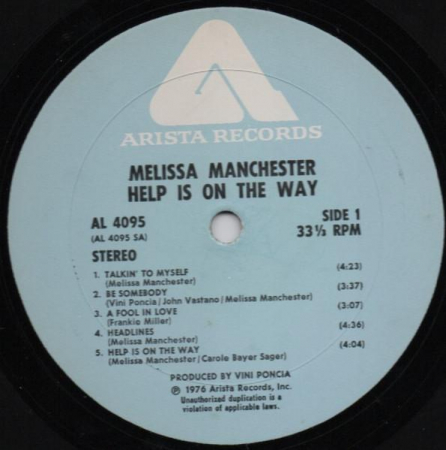 ARISTA RECORDS
MELISSA MANCHESTER
HELP IS ON THE WAY
AL 4095
(AL 4095 SA)
STEREO
SIDE 1
33⅓ RPM
1. TALKIN' TO MYSELF (4:23)
(Melissa Manchester)
2. BE SOMEBODY (3:37)
(Vini Poncia/John Vastano/Melissa Manchester)
3. A FOOL IN LOVE (3:07)
(Frankie Miller)
4. HEADLINES (4:36)
(Melissa Manchester)
5. HELP IS ON THE WAY (4:04)
(Melissa Manchester/Carole Bayer Sager)
PRODUCED BY VINI PONCIA
℗ 1976 Arista Records, Inc.
Unauthorized duplication is a
violation of applicable laws.